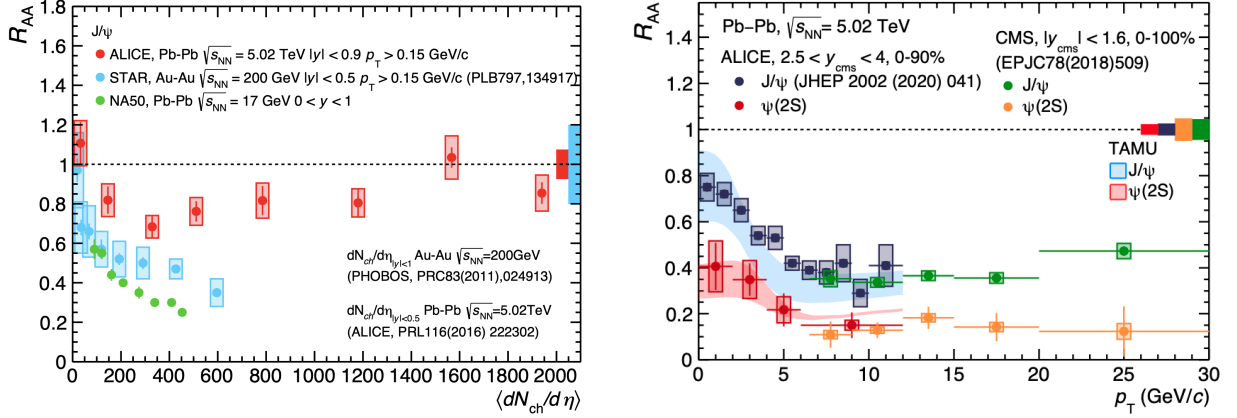 R_AA
J/ψ
ALICE, Pb-Pb √s_NN = 5.02 TeV |y| < 0.9 p_T > 0.15 GeV/c
STAR, Au-Au √s_NN = 200 GeV |y| < 0.5 p_T > 0.15 GeV/c (PLB797,134917)
NA50, Pb-Pb √s_NN = 17 GeV 0 < y < 1
1.8
1.6
1.4
1.2
1
0.8
0.6
0.4
0.2
0
dN_ch/dη_|y|<1 Au-Au √s_NN=200GeV
(PHOBOS, PRC83(2011),024913)
dN_ch/dη_|y|<0.5 Pb-Pb √s_NN=5.02TeV
(ALICE, PRL116(2016) 222302)
0 200 400 600 800 1000 1200 1400 1600 1800 2000
⟨dN_ch/dη⟩
R_AA
Pb−Pb, √s_NN = 5.02 TeV
ALICE, 2.5 < y_cms < 4, 0-90%
J/ψ (JHEP 2002 (2020) 041)
ψ(2S)
CMS, |y_cms| < 1.6, 0-100%
(EPJC78(2018)509)
J/ψ
ψ(2S)
TAMU
J/ψ
ψ(2S)
1.4
1.2
1
0.8
0.6
0.4
0.2
0
0 5 10 15 20 25 30
p_T (GeV/c)